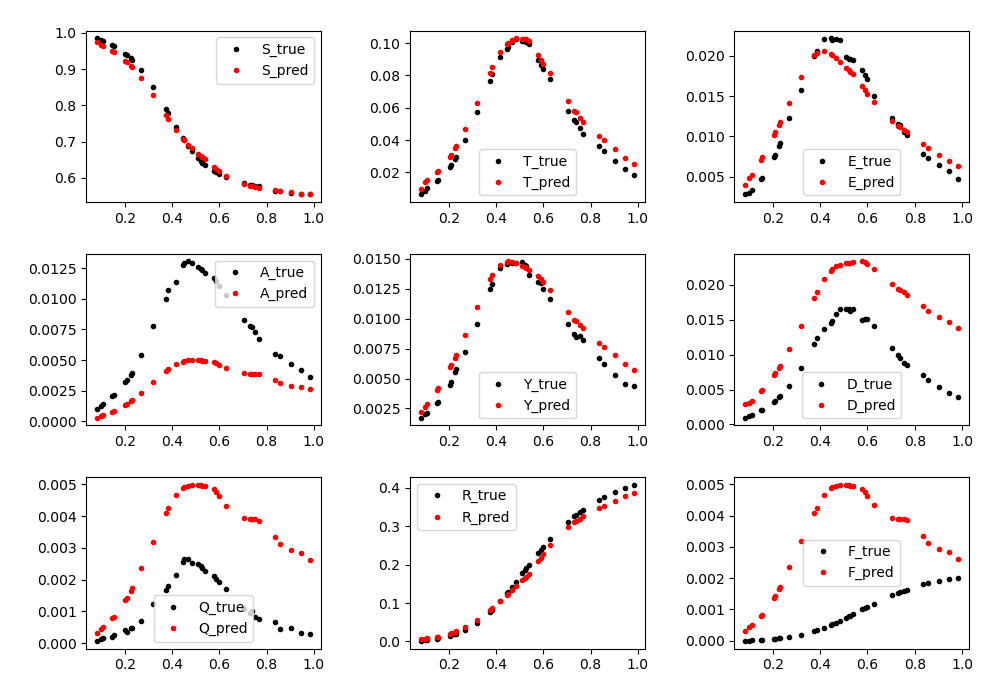 1.0
0.9
0.8
0.7
0.6
0.2 0.4 0.6 0.8 1.0
S_true
S_pred
0.10
0.08
0.06
0.04
0.02
0.2 0.4 0.6 0.8 1.0
T_true
T_pred
0.020
0.015
0.010
0.005
0.2 0.4 0.6 0.8 1.0
E_true
E_pred
0.0125
0.0100
0.0075
0.0050
0.0025
0.0000
0.2 0.4 0.6 0.8 1.0
A_true
A_pred
0.0150
0.0125
0.0100
0.0075
0.0050
0.0025
0.2 0.4 0.6 0.8 1.0
Y_true
Y_pred
0.020
0.015
0.010
0.005
0.000
0.2 0.4 0.6 0.8 1.0
D_true
D_pred
0.005
0.004
0.003
0.002
0.001
0.000
0.2 0.4 0.6 0.8 1.0
Q_true
Q_pred
0.4
0.3
0.2
0.1
0.0
0.2 0.4 0.6 0.8 1.0
R_true
R_pred
0.005
0.004
0.003
0.002
0.001
0.000
0.2 0.4 0.6 0.8 1.0
F_true
F_pred